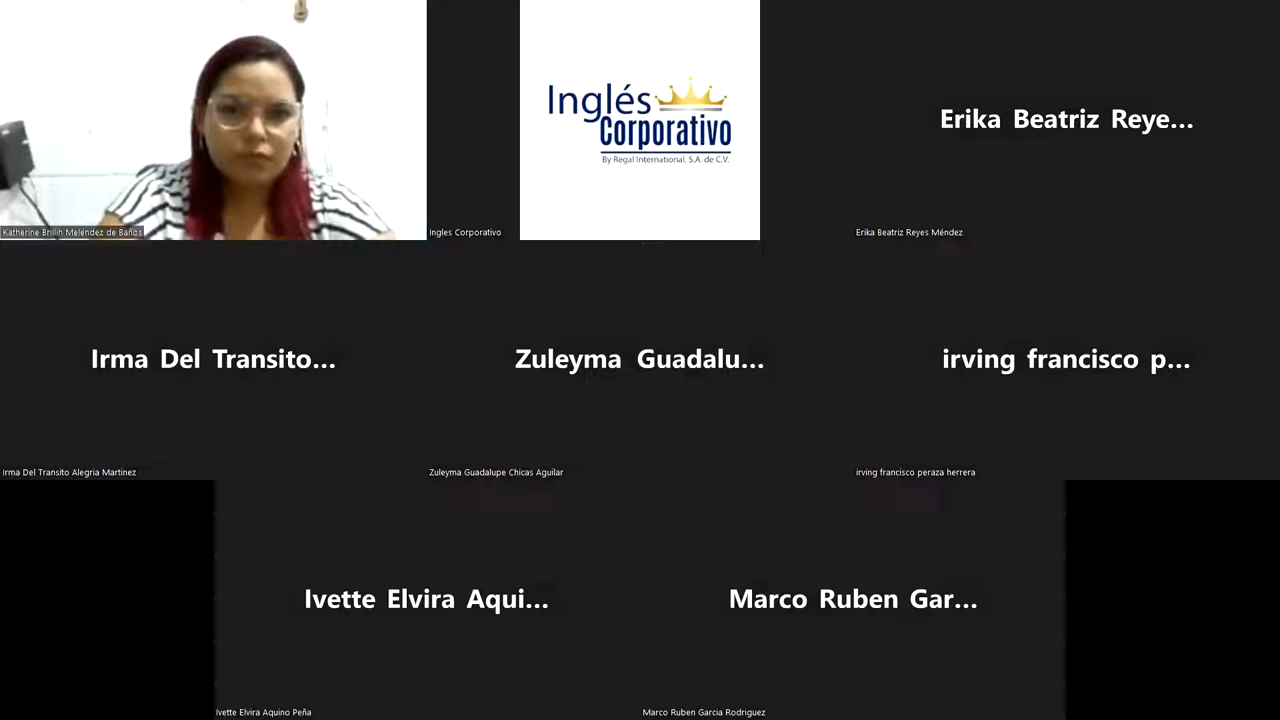 Katherine Brillih Meléndez de Baños
Inglés
Corporativo
By Regal International, S.A. de C.V.
Ingles Corporativo
Erika Beatriz Reye...
Erika Beatriz Reyes Méndez
Irma Del Transito...
Irma Del Transito Alegria Martinez
Zuleyma Guadalu...
Zuleyma Guadalupe Chicas Aguilar
irving francisco p...
irving francisco peraza herrera
Ivette Elvira Aqui...
Ivette Elvira Aquino Peña
Marco Ruben Gar...
Marco Ruben Garcia Rodriguez